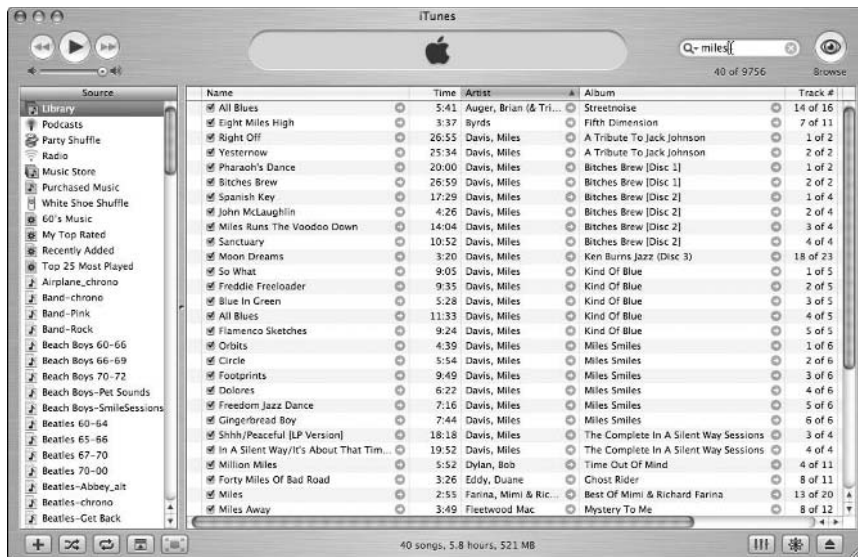 iTunes
miles
40 of 9756
Browse
Source
Library
Podcasts
Party Shuffle
Radio
Music Store
Purchased Music
White Shoe Shuffle
60's Music
My Top Rated
Recently Added
Top 25 Most Played
Airplane_chrono
Band-chrono
Band-Pink
Band-Rock
Beach Boys 60-66
Beach Boys 66-69
Beach Boys 70-72
Beach Boys-Pet Sounds
Beach Boys-SmileSessions
Beatles 60-64
Beatles 65-66
Beatles 67-70
Beatles 70-00
Beatles-Abbey_alt
Beatles-chrono
Beatles-Get Back
Name Time Artist Album Track #
All Blues 5:41 Auger, Brian (& Tri... Streetnoise 14 of 16
Eight Miles High 3:37 Byrds Fifth Dimension 7 of 11
Right Off 26:55 Davis, Miles A Tribute To Jack Johnson 1 of 2
Yesternow 25:34 Davis, Miles A Tribute To Jack Johnson 2 of 2
Pharaoh's Dance 20:00 Davis, Miles Bitches Brew [Disc 1] 1 of 2
Bitches Brew 26:59 Davis, Miles Bitches Brew [Disc 1] 2 of 2
Spanish Key 17:29 Davis, Miles Bitches Brew [Disc 2] 1 of 4
John McLaughlin 4:26 Davis, Miles Bitches Brew [Disc 2] 2 of 4
Miles Runs The Voodoo Down 14:04 Davis, Miles Bitches Brew [Disc 2] 3 of 4
Sanctuary 10:52 Davis, Miles Bitches Brew [Disc 2] 4 of 4
Moon Dreams 3:20 Davis, Miles Ken Burns Jazz (Disc 3) 18 of 23
So What 9:05 Davis, Miles Kind Of Blue 1 of 5
Freddie Freeloader 9:35 Davis, Miles Kind Of Blue 2 of 5
Blue In Green 5:28 Davis, Miles Kind Of Blue 3 of 5
All Blues 11:33 Davis, Miles Kind Of Blue 4 of 5
Flamenco Sketches 9:24 Davis, Miles Kind Of Blue 5 of 5
Orbits 4:39 Davis, Miles Miles Smiles 1 of 6
Circle 5:54 Davis, Miles Miles Smiles 2 of 6
Footprints 9:49 Davis, Miles Miles Smiles 3 of 6
Dolores 6:22 Davis, Miles Miles Smiles 4 of 6
Freedom Jazz Dance 7:16 Davis, Miles Miles Smiles 5 of 6
Gingerbread Boy 7:44 Davis, Miles Miles Smiles 6 of 6
Shhh/Peaceful [LP Version] 18:18 Davis, Miles The Complete In A Silent Way Sessions 3 of 4
In A Silent Way/It's About That Tim... 19:52 Davis, Miles The Complete In A Silent Way Sessions 4 of 4
Million Miles 5:52 Dylan, Bob Time Out Of Mind 4 of 11
Forty Miles Of Bad Road 3:26 Eddy, Duane Ghost Rider 8 of 11
Miles 2:55 Farina, Mimi & Ric... Best Of Mimi & Richard Farina 13 of 20
Miles Away 3:49 Fleetwood Mac Mystery To Me 8 of 12
40 songs, 5.8 hours, 521 MB